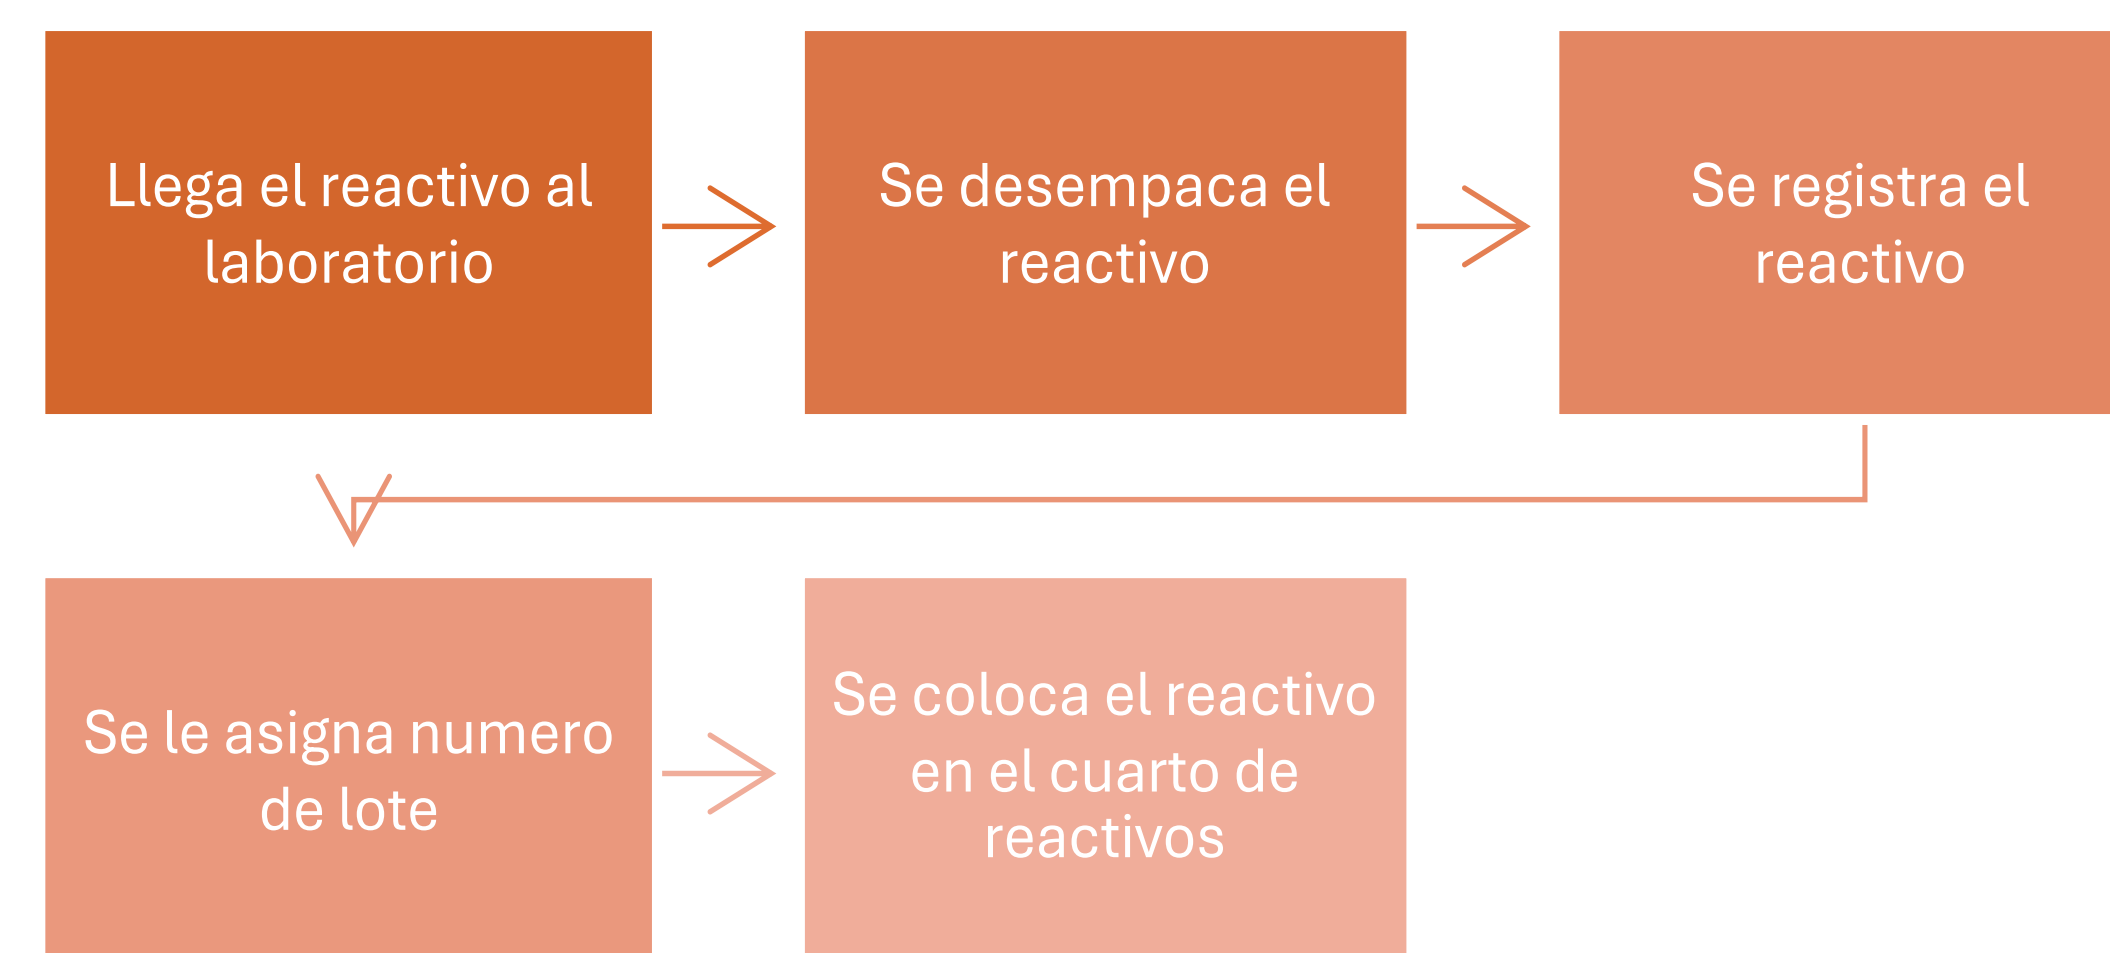 Llega el reactivo al
laboratorio
Se desempaca el
reactivo
Se registra el
reactivo
Se le asigna numero
de lote
Se coloca el reactivo
en el cuarto de
reactivos